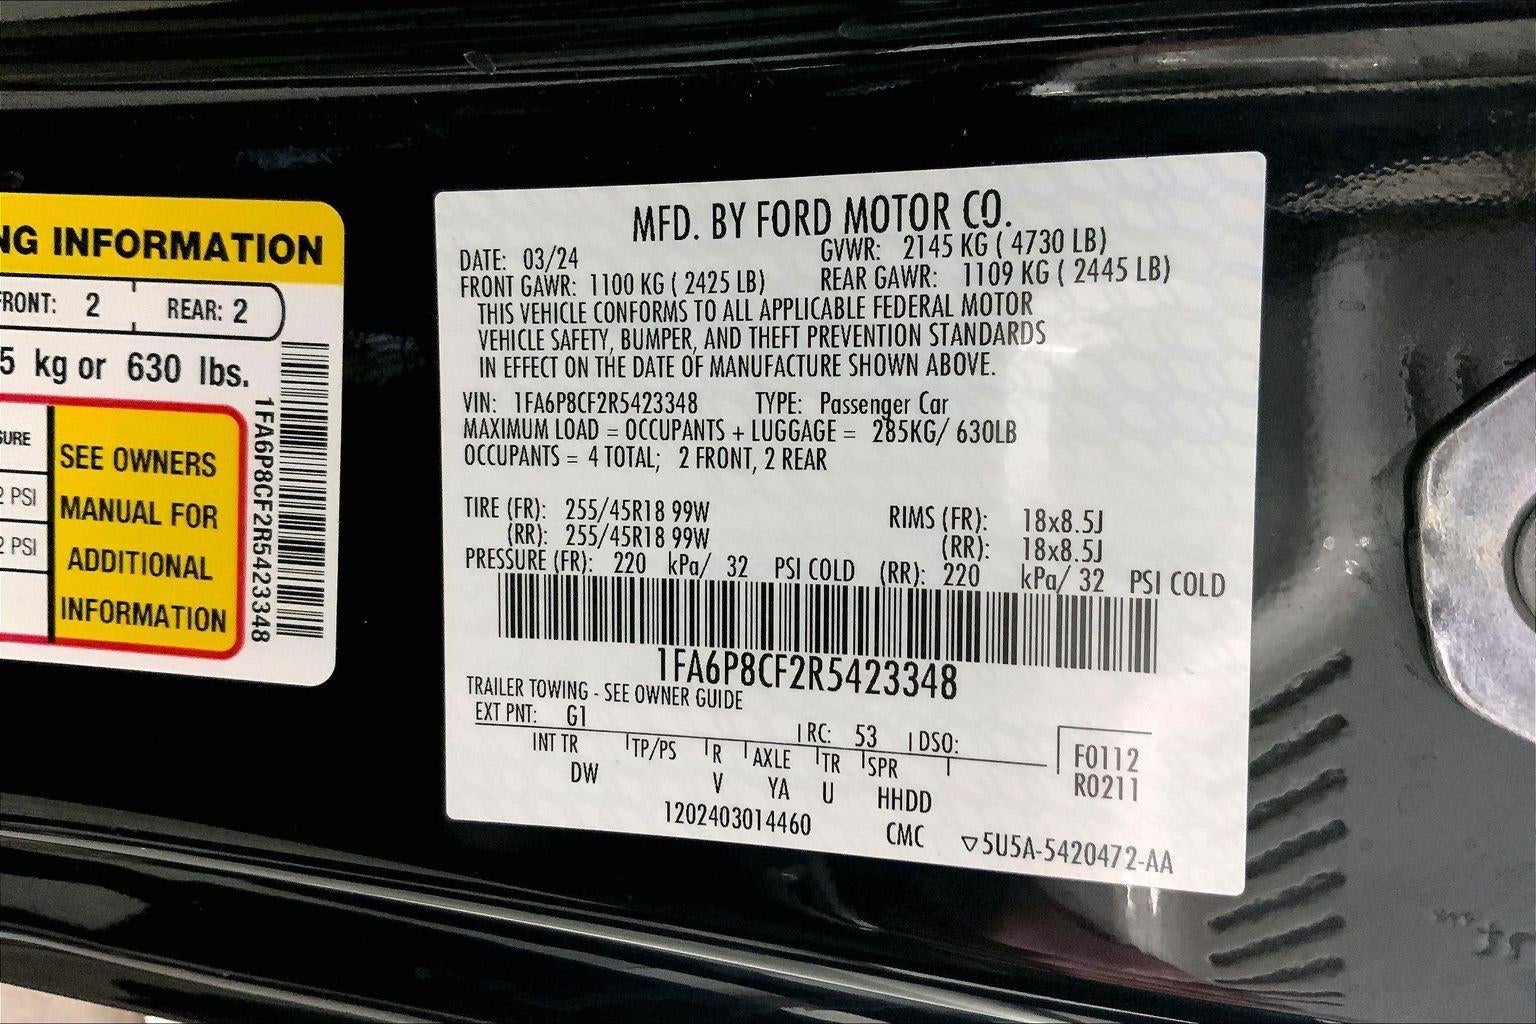 NG INFORMATION
FRONT: 2 REAR: 2
5 kg or 630 lbs.
SURE
2 PSI
2 PSI
SEE OWNERS
MANUAL FOR
ADDITIONAL
INFORMATION
1FA6P8CF2R5423348
MFD. BY FORD MOTOR CO.
DATE: 03/24 GVWR: 2145 KG ( 4730 LB)
FRONT GAWR: 1100 KG ( 2425 LB) REAR GAWR: 1109 KG ( 2445 LB)
THIS VEHICLE CONFORMS TO ALL APPLICABLE FEDERAL MOTOR
VEHICLE SAFETY, BUMPER, AND THEFT PREVENTION STANDARDS
IN EFFECT ON THE DATE OF MANUFACTURE SHOWN ABOVE.
VIN: 1FA6P8CF2R5423348 TYPE: Passenger Car
MAXIMUM LOAD = OCCUPANTS + LUGGAGE = 285KG/ 630LB
OCCUPANTS = 4 TOTAL; 2 FRONT, 2 REAR
TIRE (FR): 255/45R18 99W RIMS (FR): 18x8.5J
(RR): 255/45R18 99W (RR): 18x8.5J
PRESSURE (FR): 220 kPa/ 32 PSI COLD (RR): 220 kPa/ 32 PSI COLD
1FA6P8CF2R5423348
TRAILER TOWING - SEE OWNER GUIDE
EXT PNT: G1 RC: 53 DSO:
INT TR TP/PS R AXLE TR SPR F0112
DW V YA U HHDD R0211
1202403014460 CMC ▽5U5A-5420472-AA